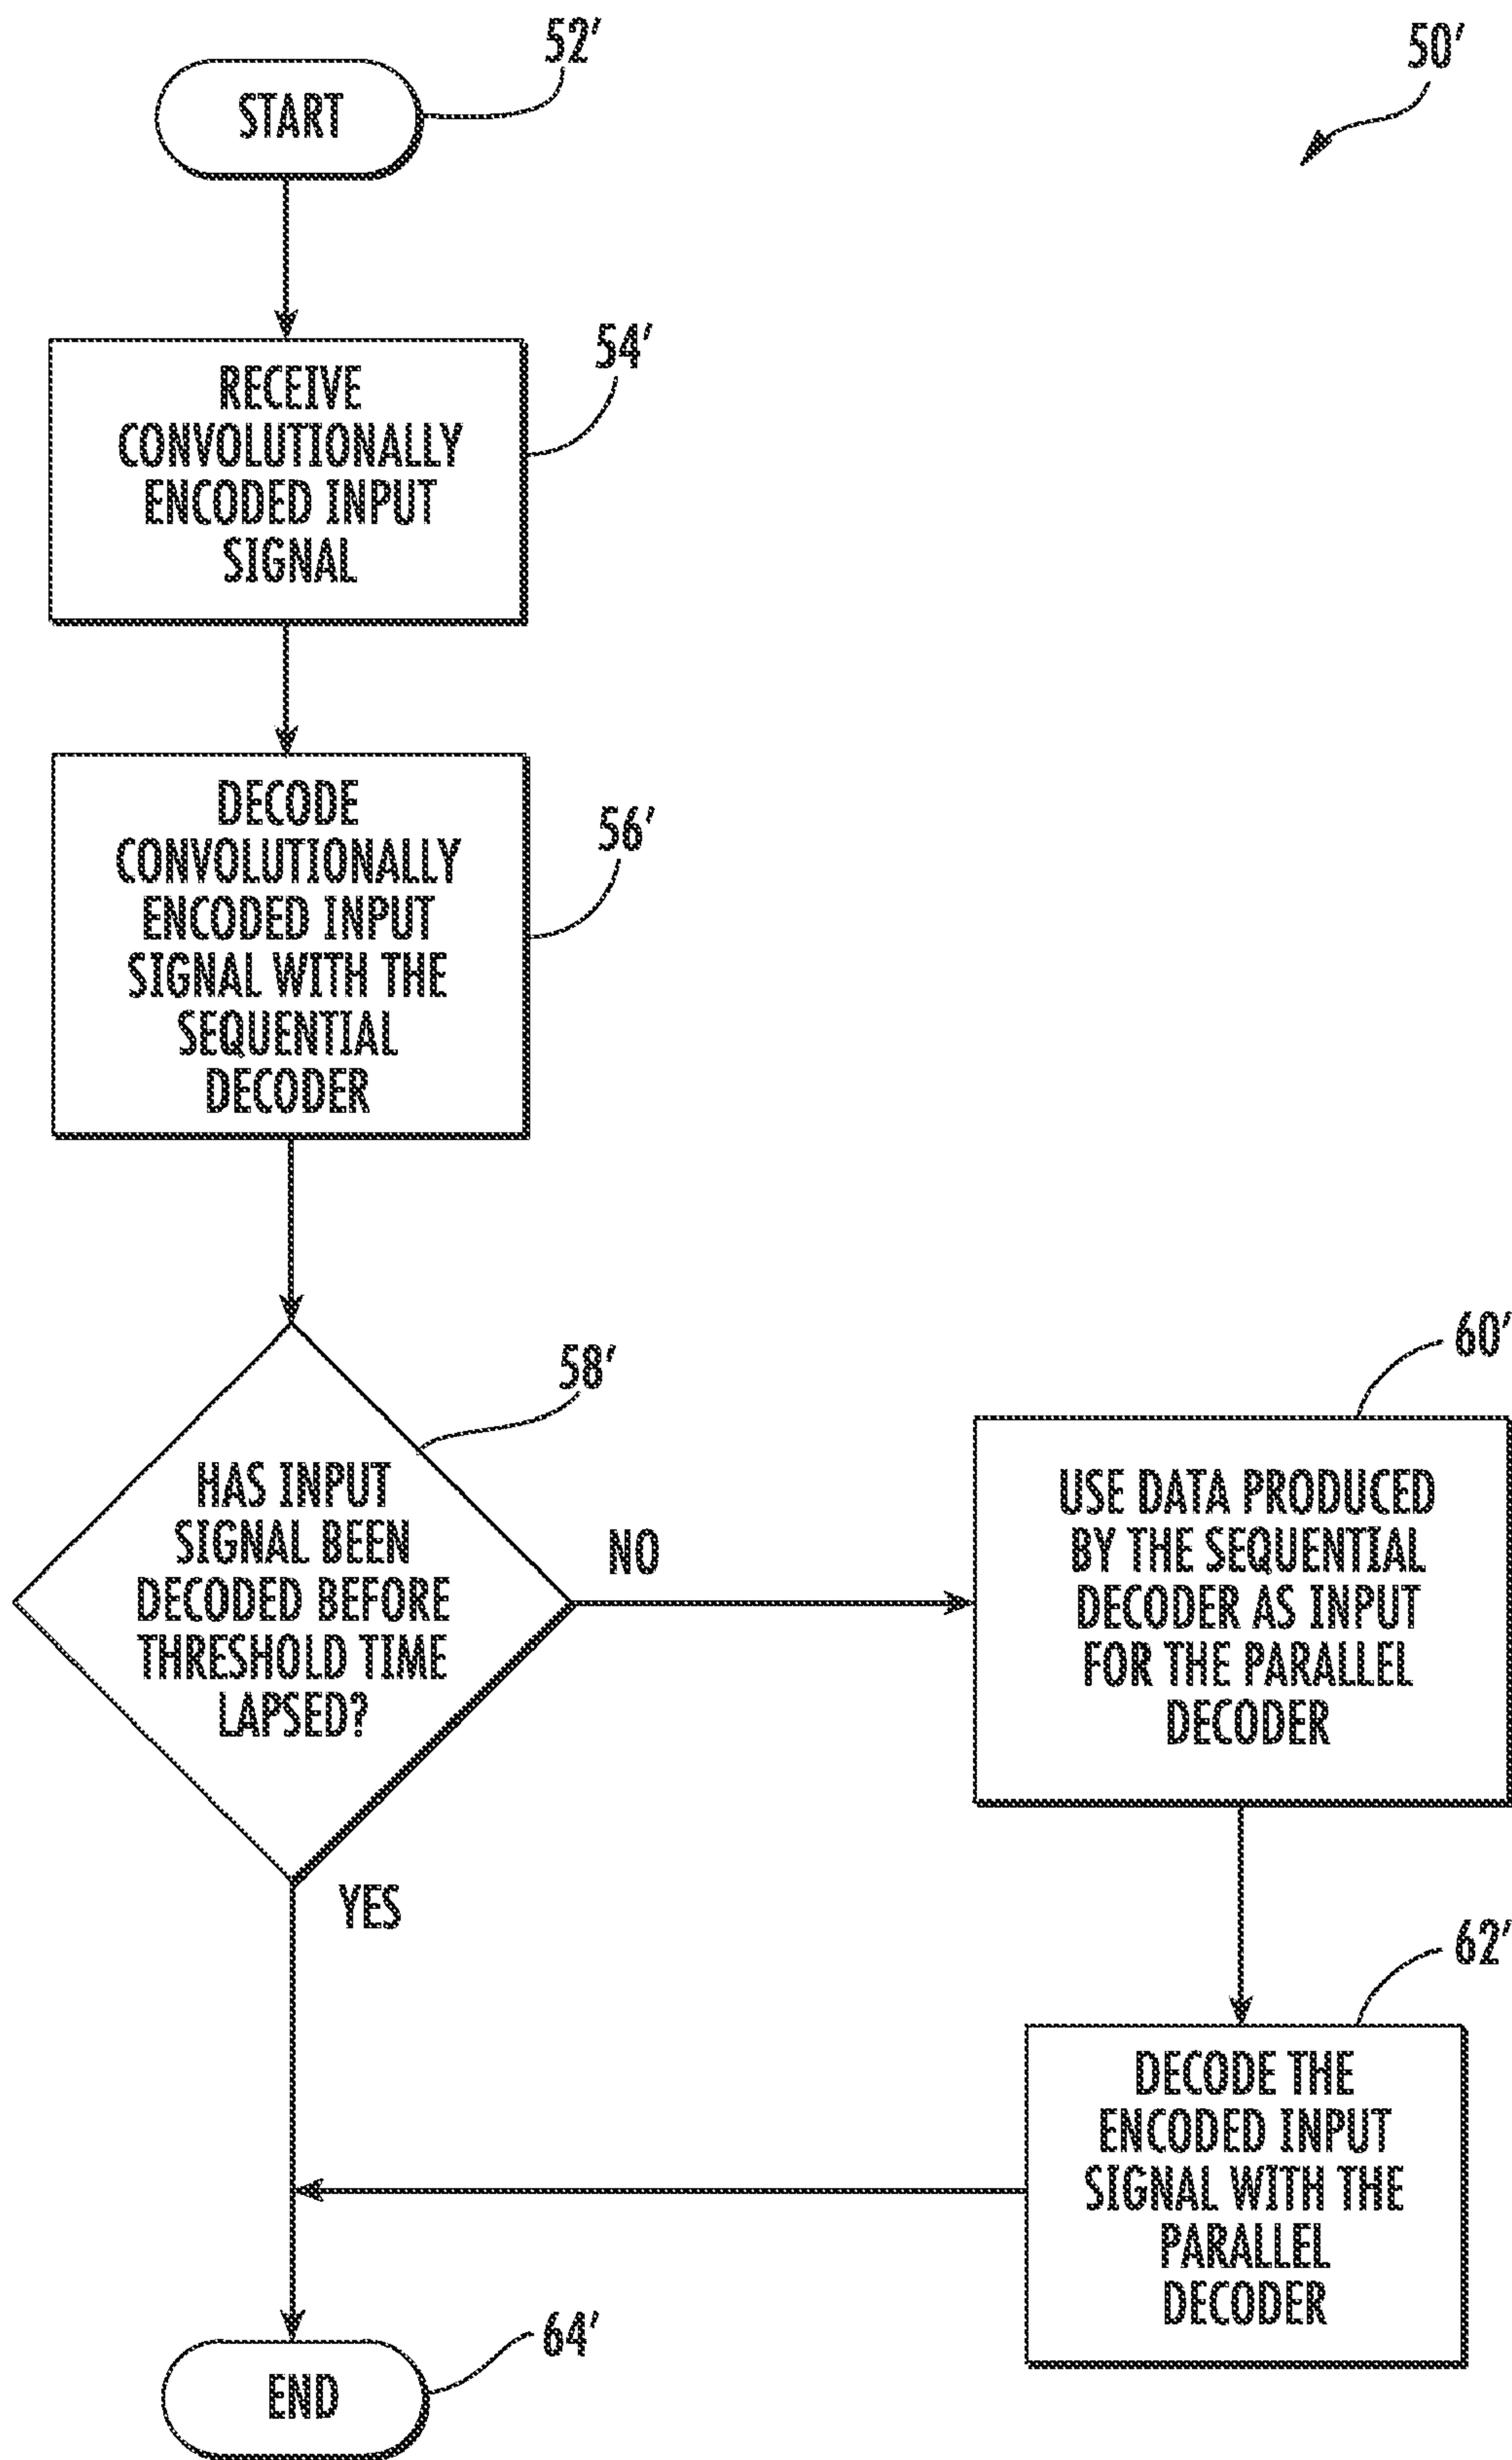 52'
50'
START
54'
RECEIVE
CONVOLUTIONALLY
ENCODED INPUT
SIGNAL
56'
DECODE
CONVOLUTIONALLY
ENCODED INPUT
SIGNAL WITH THE
SEQUENTIAL
DECODER
58'
HAS INPUT
SIGNAL BEEN
DECODED BEFORE
THRESHOLD TIME
LAPSED?
NO
YES
60'
USE DATA PRODUCED
BY THE SEQUENTIAL
DECODER AS INPUT
FOR THE PARALLEL
DECODER
62'
DECODE THE
ENCODED INPUT
SIGNAL WITH THE
PARALLEL
DECODER
64'
END